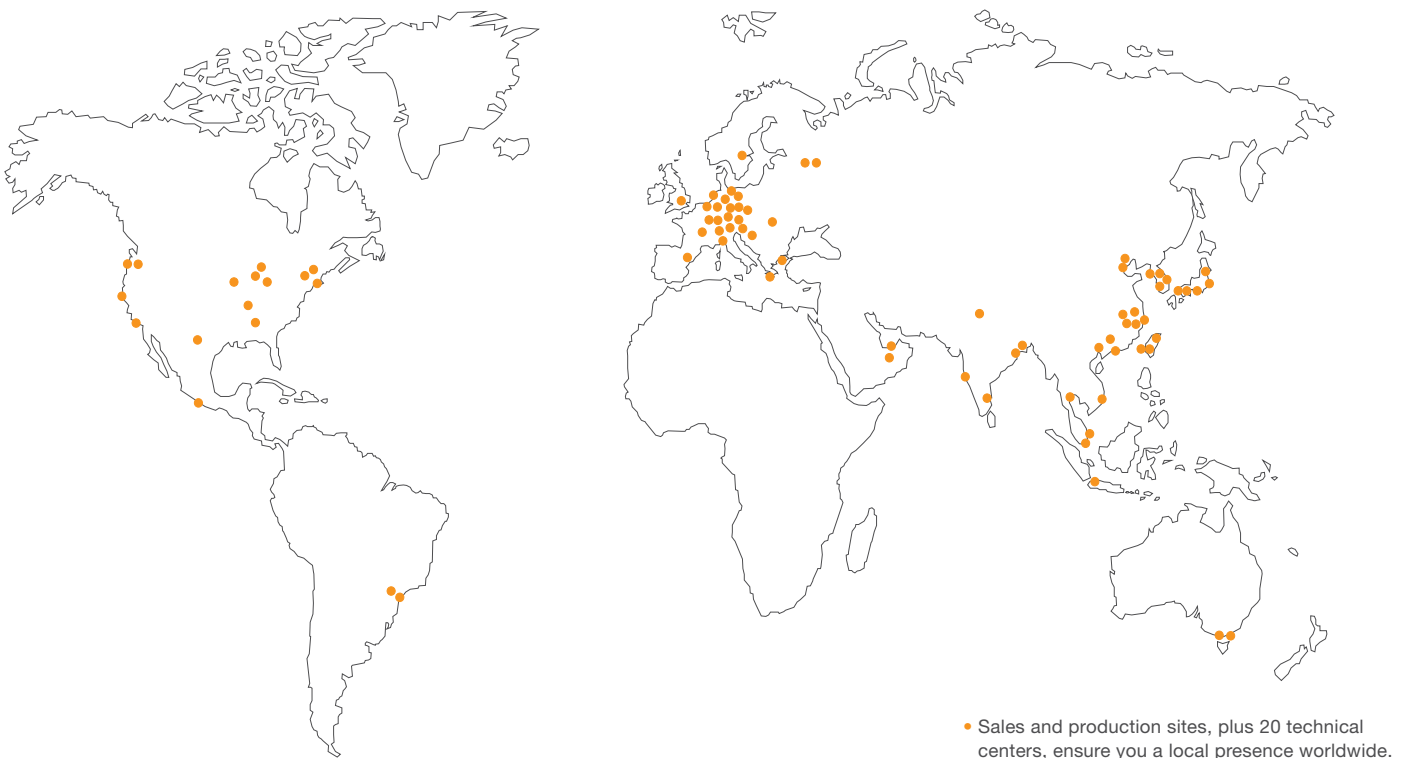 Sales and production sites, plus 20 technical
centers, ensure you a local presence worldwide.